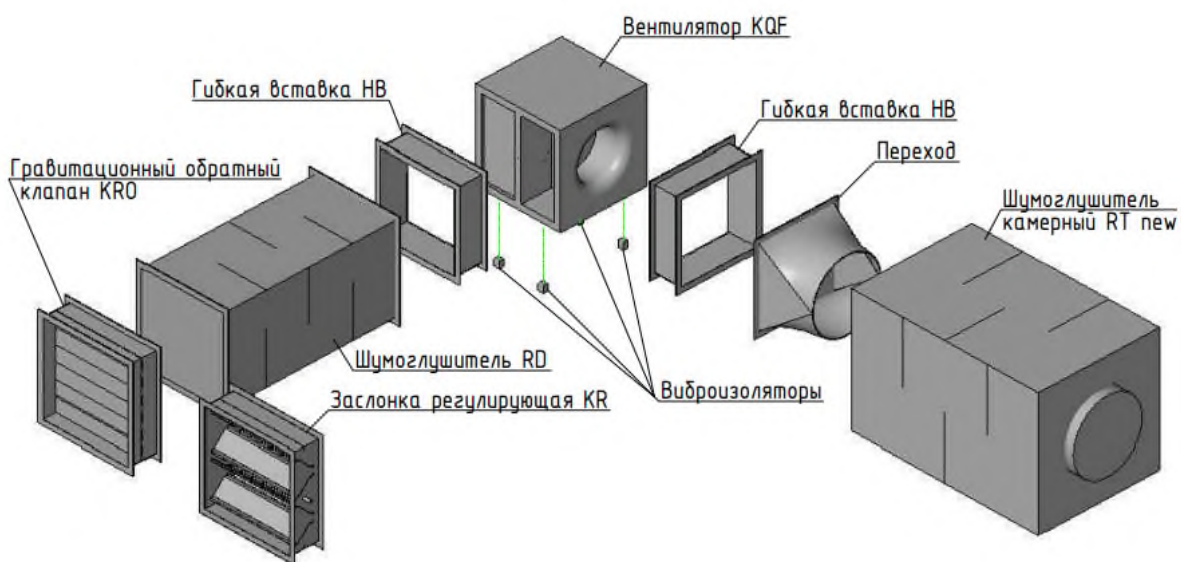 Вентилятор KQF
Гибкая вставка НВ
Гибкая вставка НВ
Переход
Гравитационный обратный
клапан KRO
Шумоглушитель
камерный RT new
Шумоглушитель RD
Заслонка регулирующая KR
Виброизоляторы